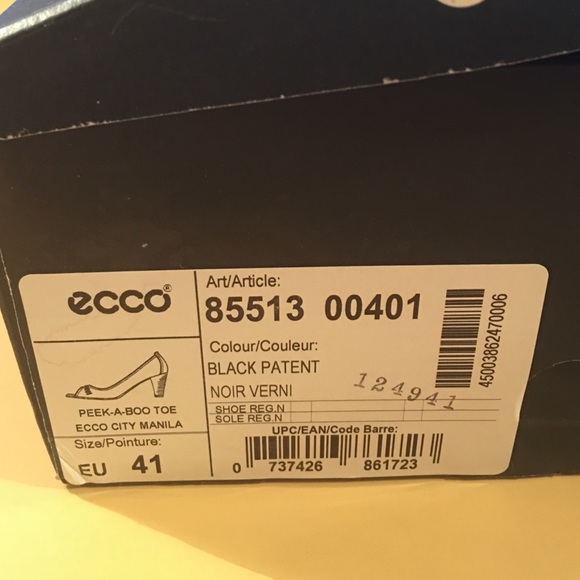 ecco®
PEEK-A-BOO TOE
ECCO CITY MANILA
Size/Pointure:
EU 41
Art/Article:
85513 00401
Colour/Couleur:
BLACK PATENT
NOIR VERNI
124941
SHOE REG.N
SOLE REG.N
UPC/EAN/Code Barre:
0 737426 861723
45003862470006